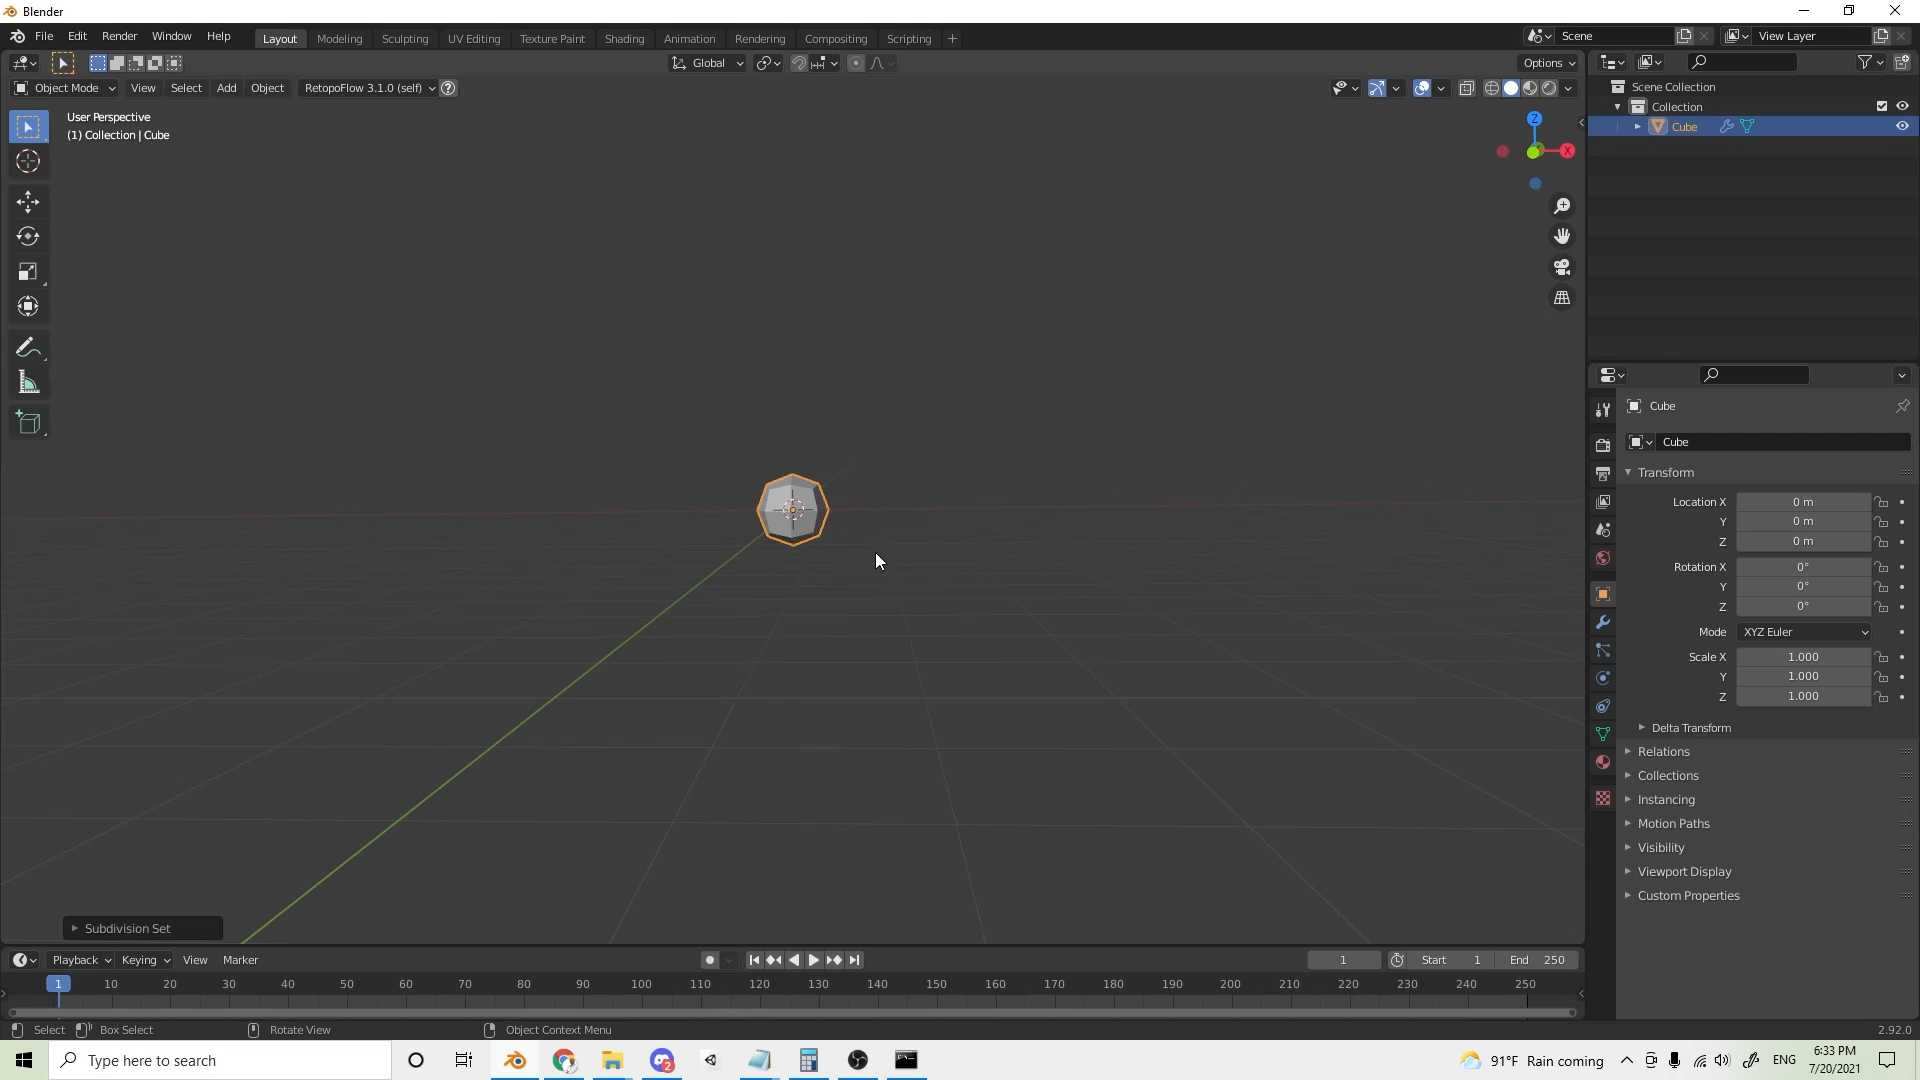 Blender
File Edit Render Window Help
Layout Modeling Sculpting UV Editing Texture Paint Shading Animation Rendering Compositing Scripting +
Scene
View Layer
Global
Options
Object Mode View Select Add Object RetopoFlow 3.1.0 (self)
User Perspective
(1) Collection | Cube
Z
X
Scene Collection
Collection
Cube
Cube
Cube
Transform
Location X 0 m
Y 0 m
Z 0 m
Rotation X 0°
Y 0°
Z 0°
Mode XYZ Euler
Scale X 1.000
Y 1.000
Z 1.000
Delta Transform
Relations
Collections
Instancing
Motion Paths
Visibility
Viewport Display
Custom Properties
Subdivision Set
Playback Keying View Marker
1 Start 1 End 250
1 10 20 30 40 50 60 70 80 90 100 110 120 130 140 150 160 170 180 190 200 210 220 230 240 250
Select Box Select Rotate View Object Context Menu
2.92.0
Type here to search
2
91°F Rain coming
ENG
6:33 PM
7/20/2021